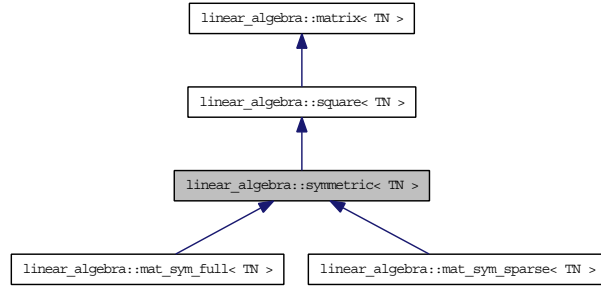 linear_algebra::matrix< TN >
linear_algebra::square< TN >
linear_algebra::symmetric< TN >
linear_algebra::mat_sym_full< TN >
linear_algebra::mat_sym_sparse< TN >